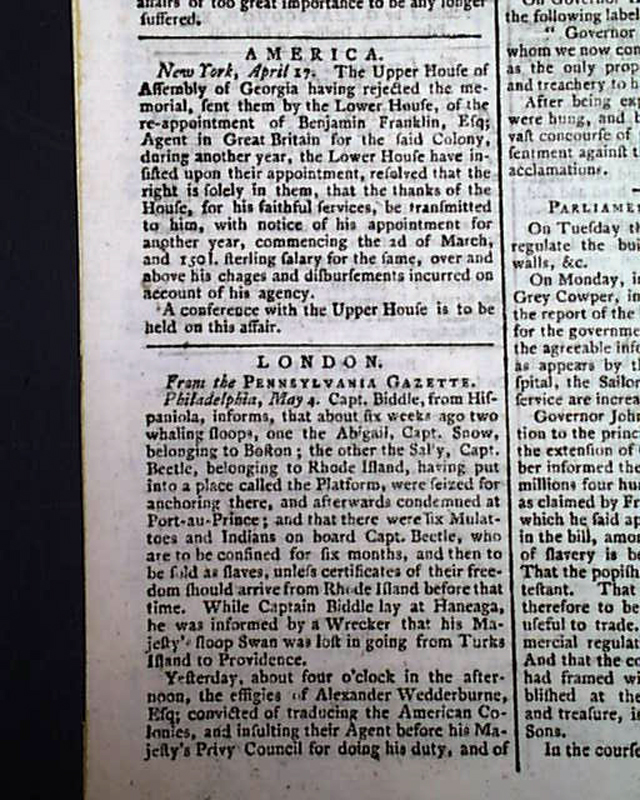 affairs of too great importance to be any longer
ſuffered.
AMERICA.
New York, April 17. The Upper Houſe of
Aſſembly of Georgia having rejected the me-
morial, ſent them by the Lower Houſe, of the
re-appointment of Benjamin Franklin, Eſq;
Agent in Great Britain for the ſaid Colony,
during another year, the Lower Houſe have in-
ſiſted upon their appointment, reſolved that the
right is ſolely in them, that the thanks of the
Houſe, for his faithful ſervices, be tranſmitted
to him, with notice of his appointment for
another year, commencing the 2d of March,
and 150l. ſterling ſalary for the ſame, over and
above his chages and diſburſements incurred on
account of his agency.
A conference with the Upper Houſe is to be
held on this affair.
LONDON.
From the PENNSYLVANIA GAZETTE.
Philadelphia, May 4. Capt. Biddle, from Hiſ-
paniola, informs, that about ſix weeks ago two
whaling ſloops, one the Abigail, Capt. Snow,
belonging to Boſton; the other the Sally, Capt.
Beetle, belonging to Rhode Iſland, having put
into a place called the Platform, were ſeized for
anchoring there, and afterwards condemned at
Port-au-Prince; and that there were ſix Mulat-
toes and Indians on board Capt. Beetle, who
are to be confined for ſix months, and then to
be ſold as ſlaves, unleſs certificates of their free-
dom ſhould arrive from Rhode Iſland before that
time. While Captain Biddle lay at Haneaga,
he was informed by a Wrecker that his Ma-
jeſty's ſloop Swan was loſt in going from Turks
Iſland to Providence.
Yeſterday, about four o'clock in the after-
noon, the effigies of Alexander Wedderburne,
Eſq; convicted of traducing the American Co-
lonies, and inſulting their Agent before his Ma-
jeſty's Privy Council for doing his duty, and of
the following label
" Governor
whom we now con
as the only prop
and treachery to h
After being ex
were hung, and b
vaſt concourſe of
ſentment againſt t
acclamations.
PARLIAME
On Tueſday th
regulate the bu
walls, &c.
On Monday, i
Grey Cowper, i
the report of the
for the governme
the agreeable info
as appears by t
ſpital, the Sailo
ſervice are increa
Governor John
tion to the princ
the extenſion of
ber informed the
millions four hu
as claimed by Fr
which he ſaid ap
in the bill, amo
of ſlavery is be
That the popiſh
teſtant. That
therefore to be
uſeful to trade.
mercial regulat
And that the co
had framed wi
bliſhed at the
and treaſure, i
Sons.
In the courſe